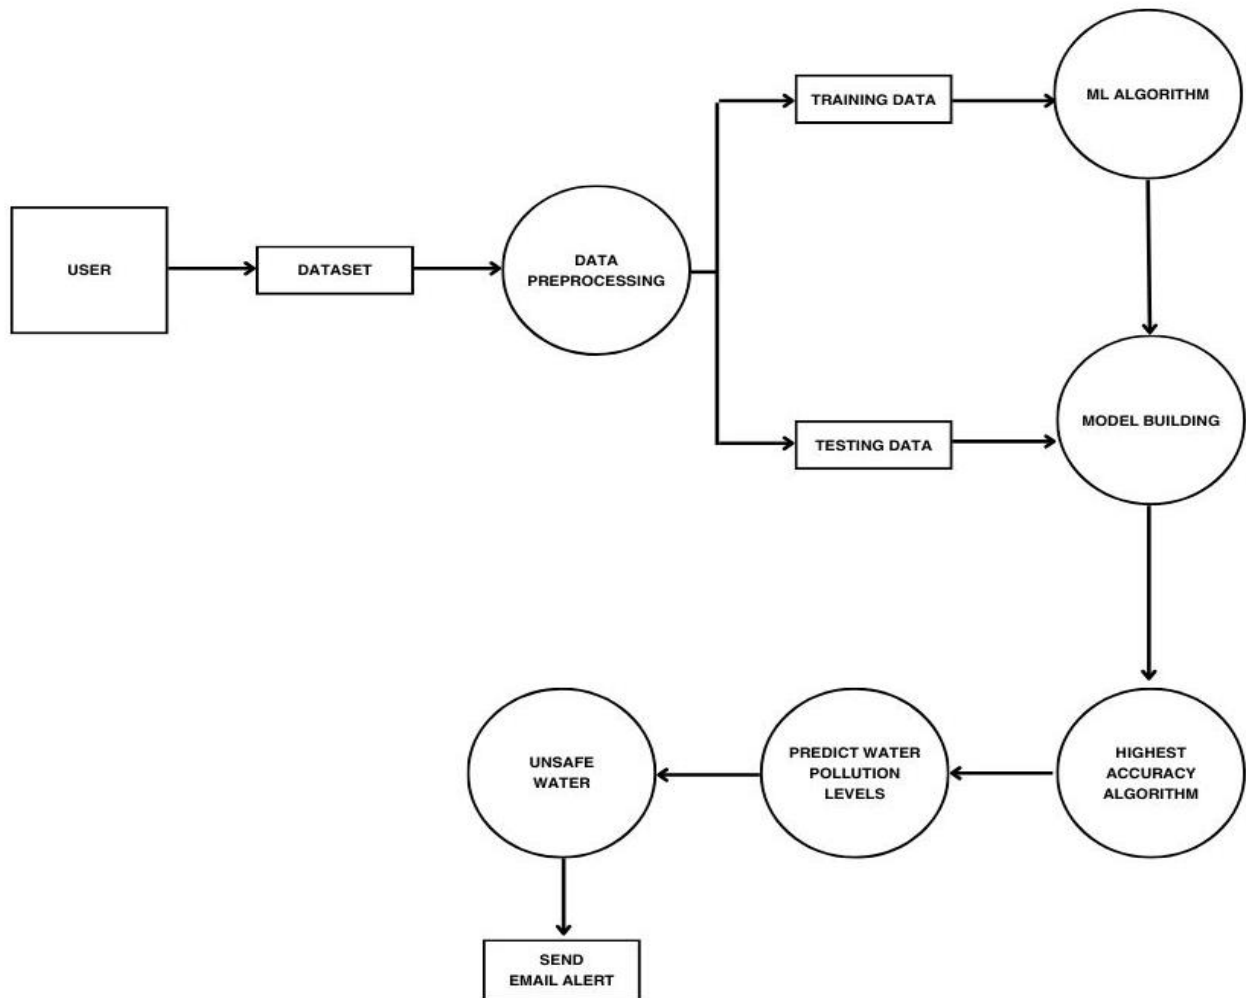 USER
DATASET
DATA
PREPROCESSING
TRAINING DATA
ML ALGORITHM
TESTING DATA
MODEL BUILDING
HIGHEST
ACCURACY
ALGORITHM
PREDICT WATER
POLLUTION
LEVELS
UNSAFE
WATER
SEND
EMAIL ALERT